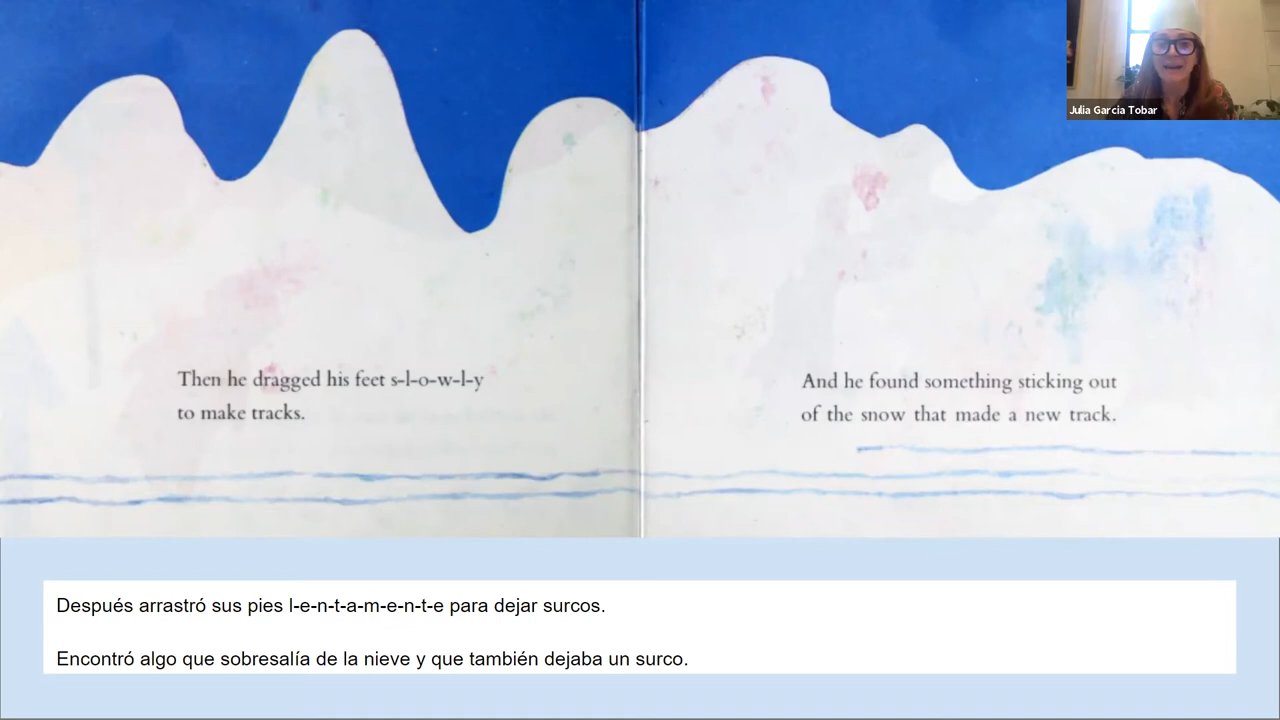 Julia Garcia Tobar
Then he dragged his feet s-l-o-w-l-y
to make tracks.
And he found something sticking out
of the snow that made a new track.
Después arrastró sus pies l-e-n-t-a-m-e-n-t-e para dejar surcos.
Encontró algo que sobresalía de la nieve y que también dejaba un surco.